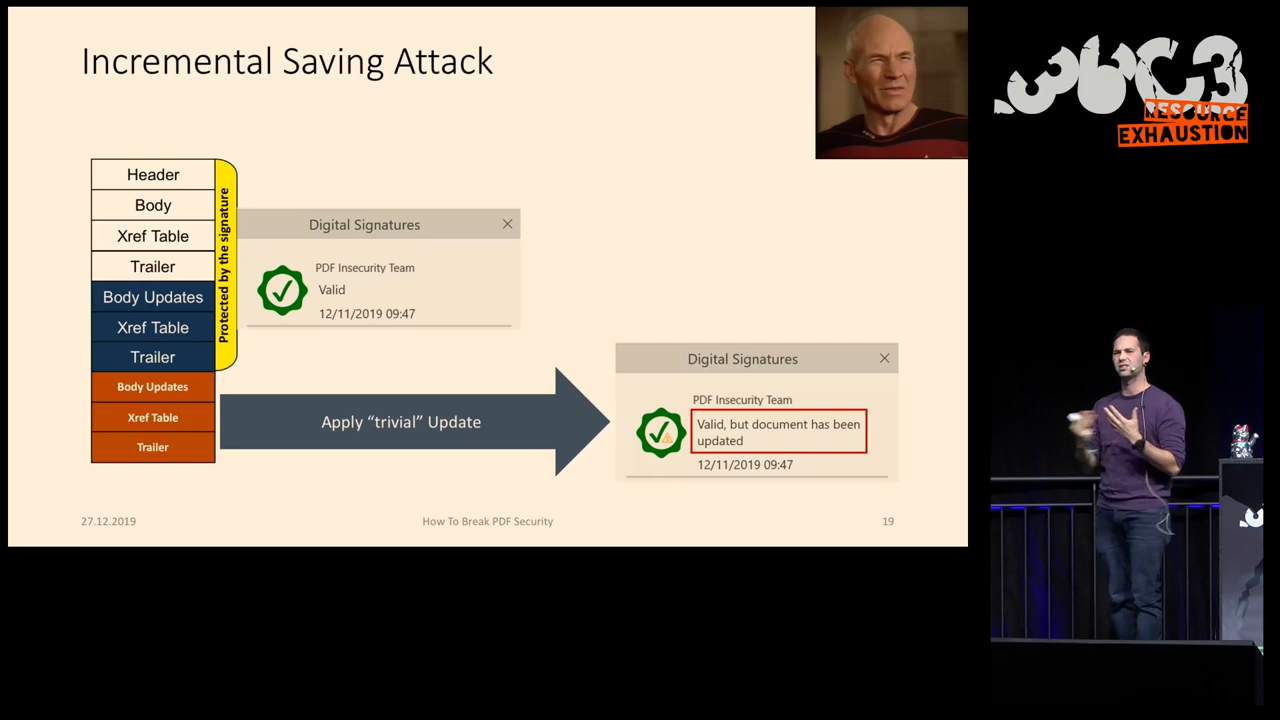 Incremental Saving Attack
Header
Body
Xref Table
Trailer
Body Updates
Xref Table
Trailer
Body Updates
Xref Table
Trailer
Protected by the signature
Digital Signatures
PDF Insecurity Team
Valid
12/11/2019 09:47
Apply “trivial” Update
Digital Signatures
PDF Insecurity Team
Valid, but document has been
updated
12/11/2019 09:47
27.12.2019
How To Break PDF Security
19
36C3
RESOURCE
EXHAUSTION